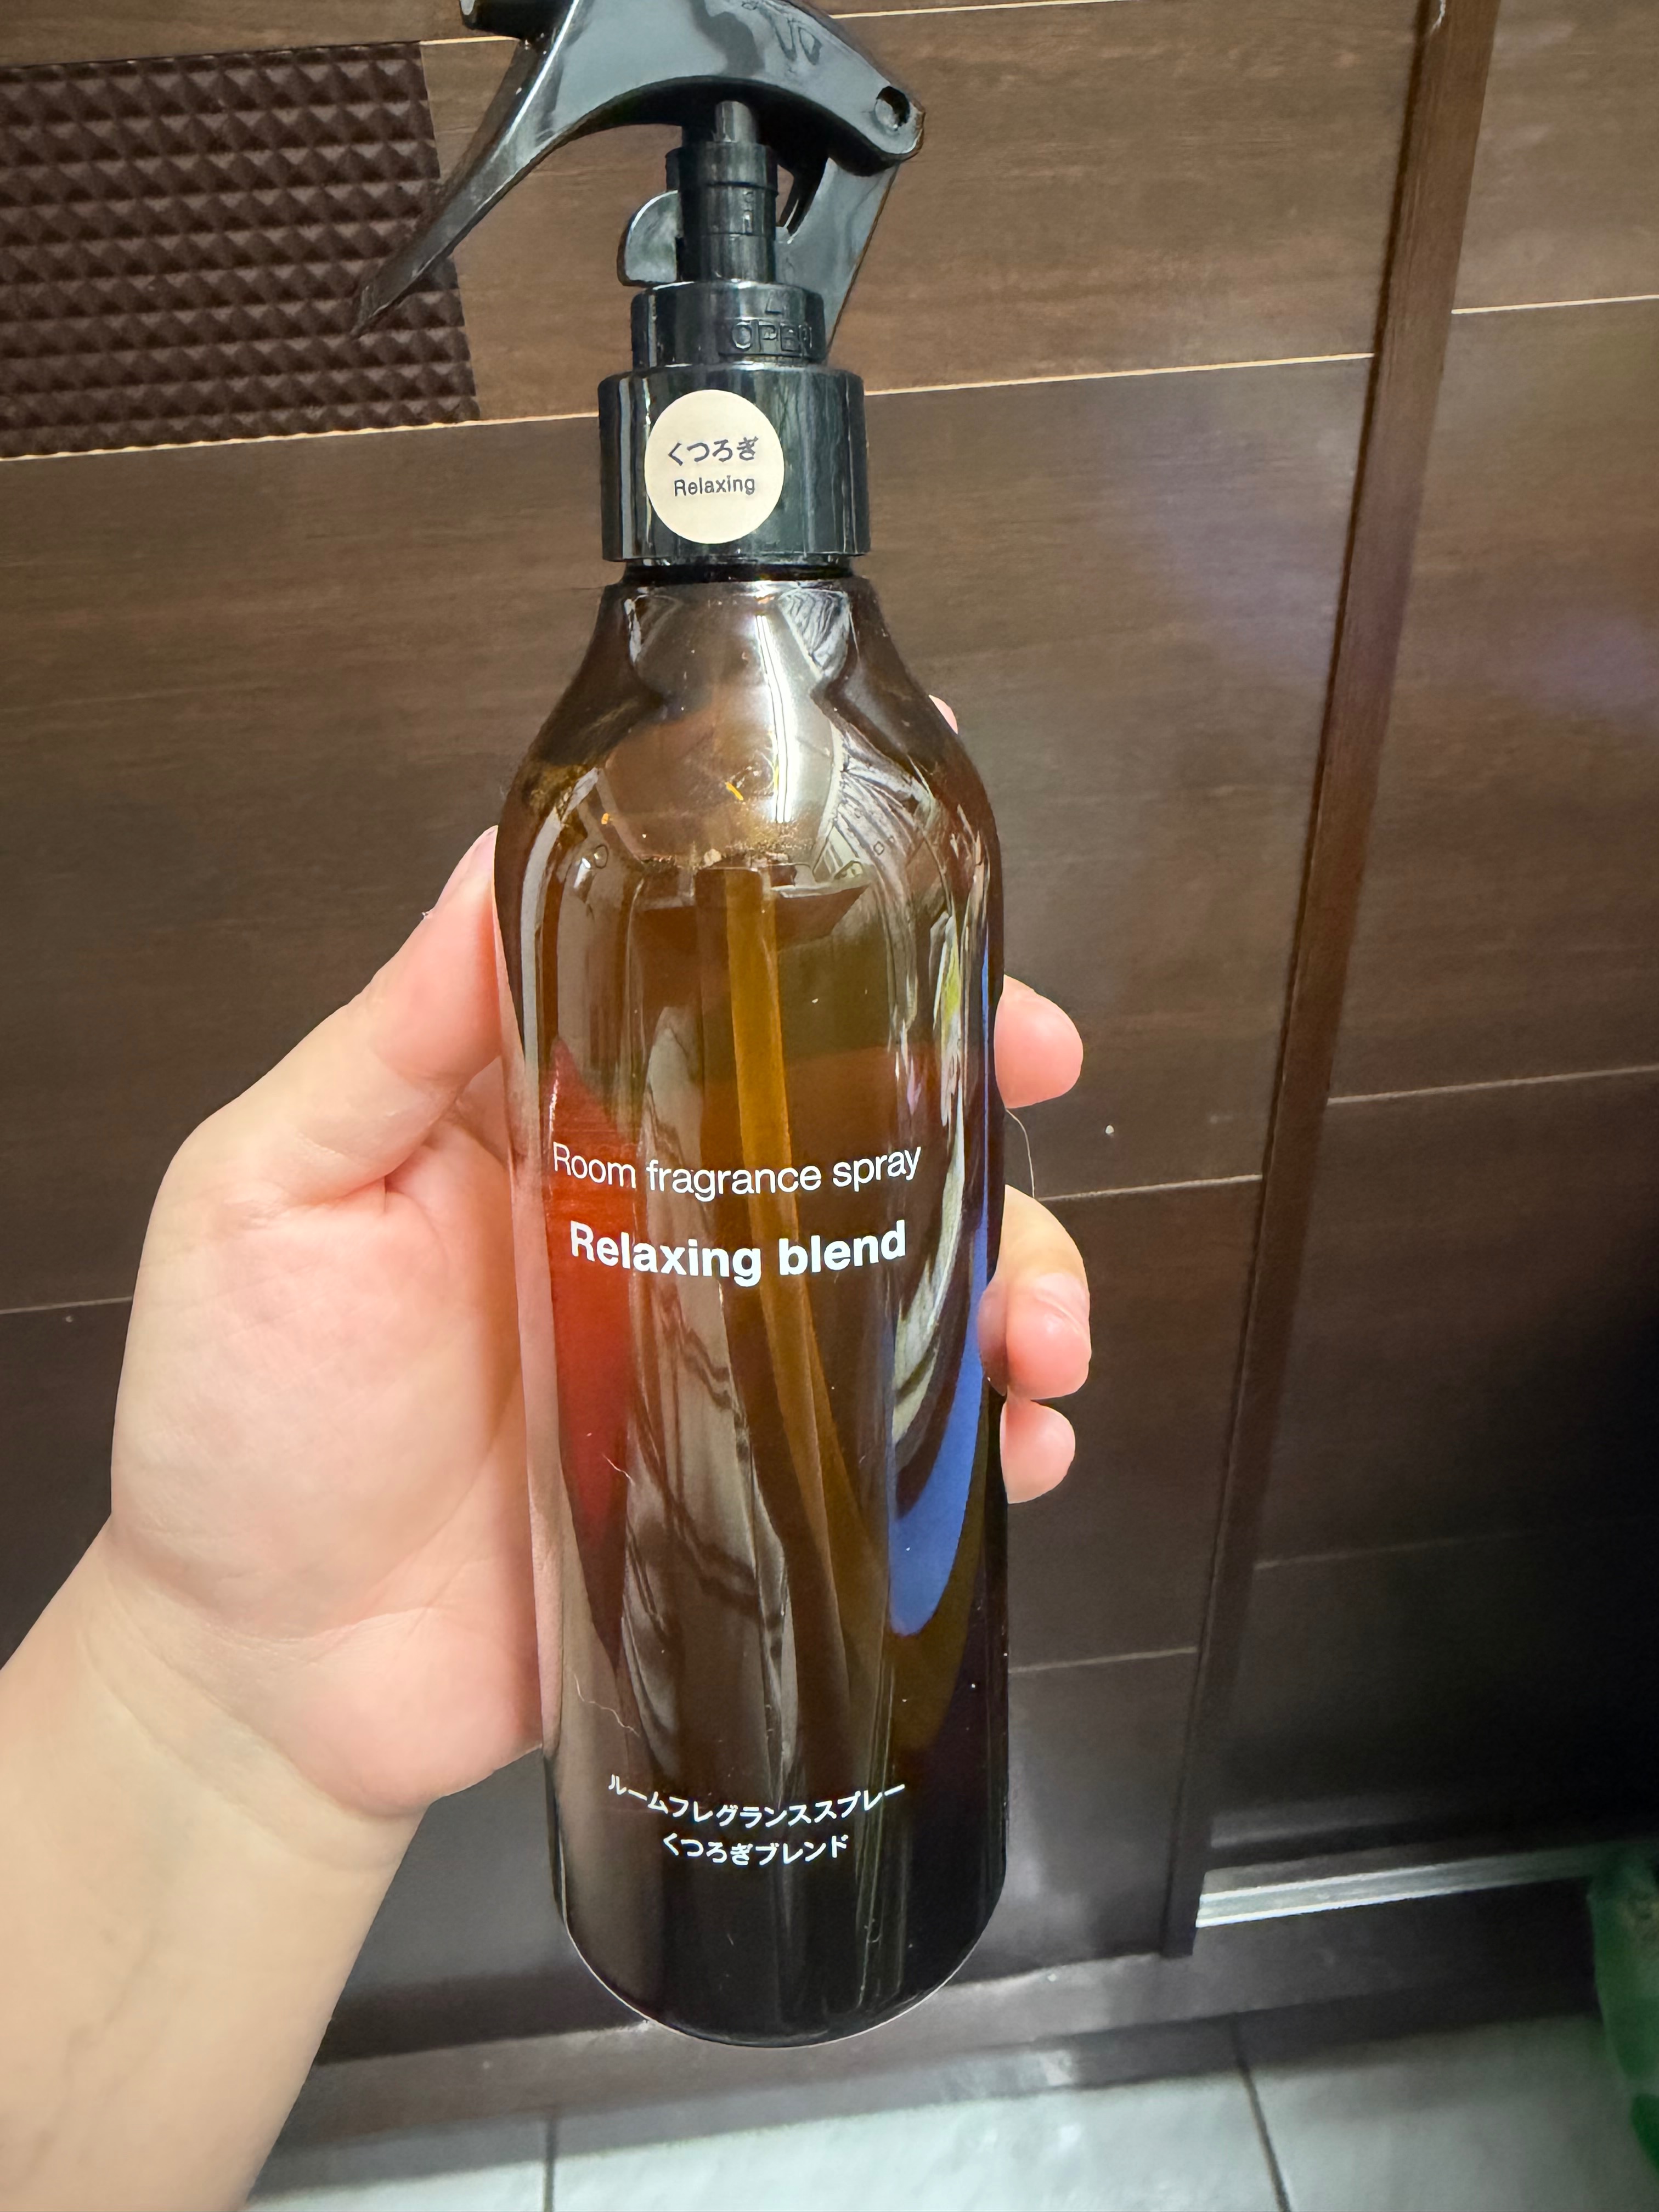 OPEN
くつろぎ
Relaxing
Room fragrance spray
Relaxing blend
ルームフレグランススプレー
くつろぎブレンド